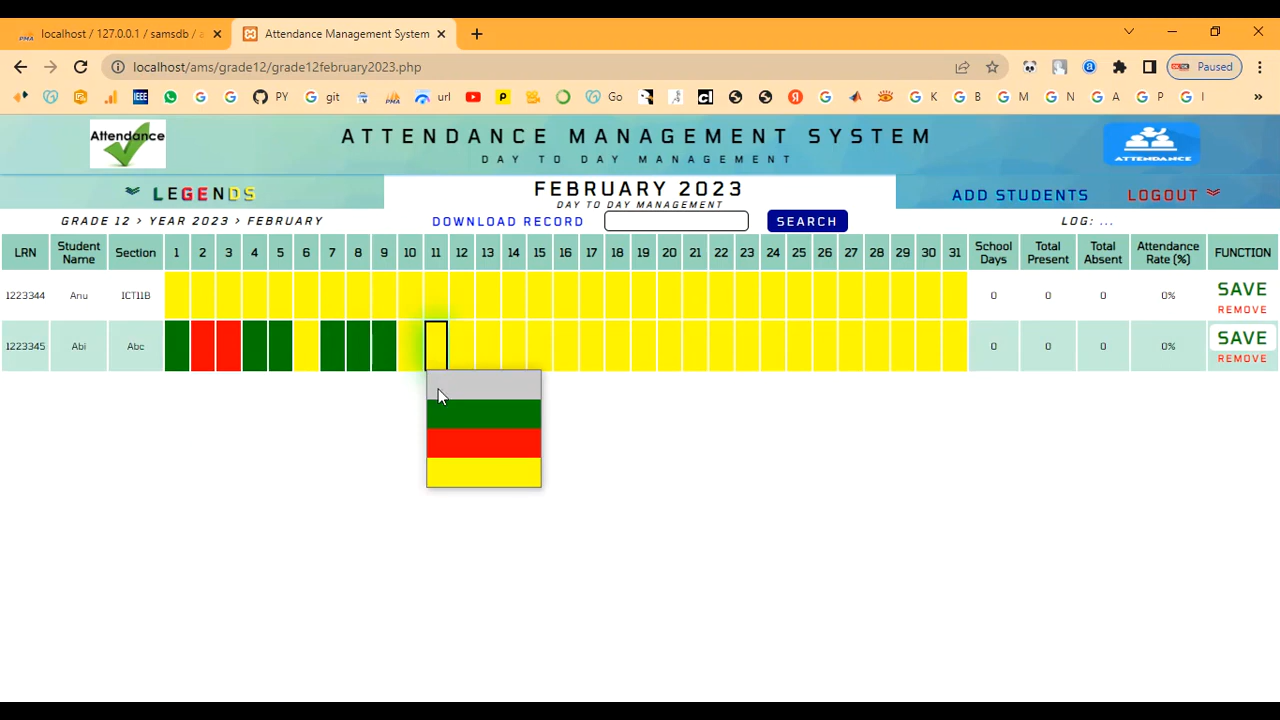 localhost / 127.0.0.1 / samsdb / a
Attendance Management System
localhost/ams/grade12/grade12february2023.php
Paused
PY
git
url
Go
K
B
M
N
A
P
I
Attendance
ATTENDANCE MANAGEMENT SYSTEM
DAY TO DAY MANAGEMENT
ATTENDANCE
LEGENDS
FEBRUARY 2023
DAY TO DAY MANAGEMENT
ADD STUDENTS
LOGOUT
GRADE 12 > YEAR 2023 > FEBRUARY
DOWNLOAD RECORD
SEARCH
LOG: ...
LRN Student Name Section 1 2 3 4 5 6 7 8 9 10 11 12 13 14 15 16 17 18 19 20 21 22 23 24 25 26 27 28 29 30 31 School Days Total Present Total Absent Attendance Rate (%) FUNCTION
1223344 Anu ICT11B 0 0 0 0% SAVE
REMOVE
1223345 Abi Abc 0 0 0 0% SAVE
REMOVE